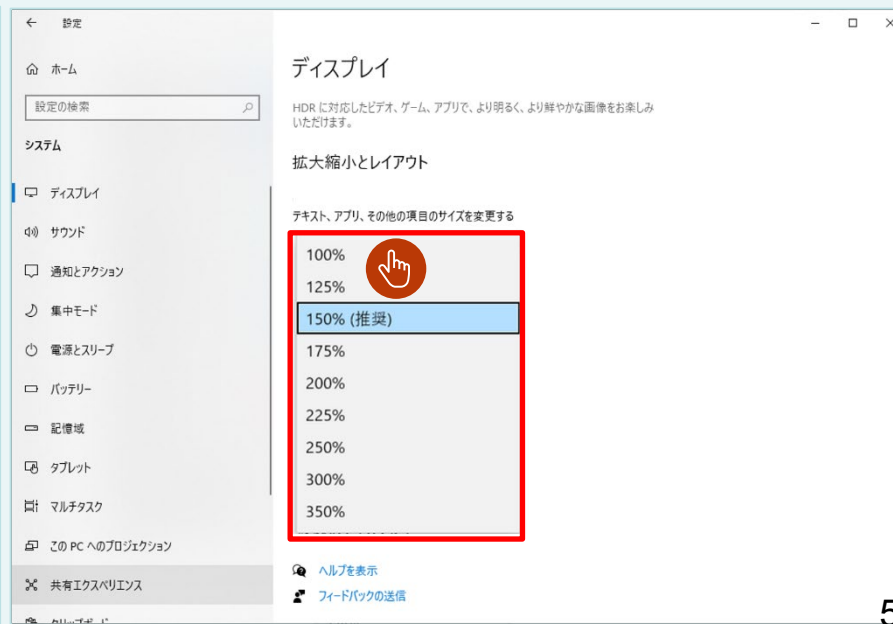 設定
ホーム
設定の検索
システム
ディスプレイ
サウンド
通知とアクション
集中モード
電源とスリープ
バッテリー
記憶域
タブレット
マルチタスク
この PC へのプロジェクション
共有エクスペリエンス
クリップボード
ディスプレイ
HDR に対応したビデオ、ゲーム、アプリで、より明るく、より鮮やかな画像をお楽しみ
いただけます。
拡大縮小とレイアウト
テキスト、アプリ、その他の項目のサイズを変更する
100%
125%
150% (推奨)
175%
200%
225%
250%
300%
350%
ヘルプを表示
フィードバックの送信
5